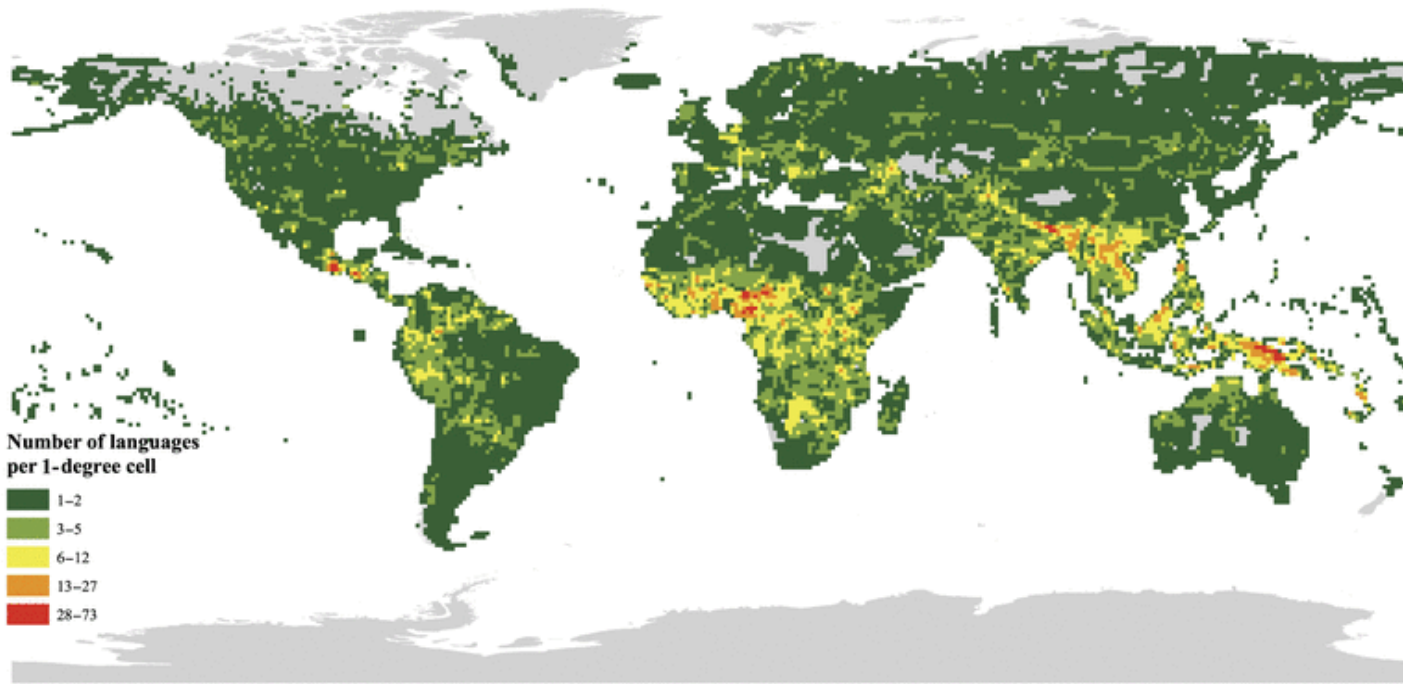 Number of languages
per 1-degree cell
1–2
3–5
6–12
13–27
28–73